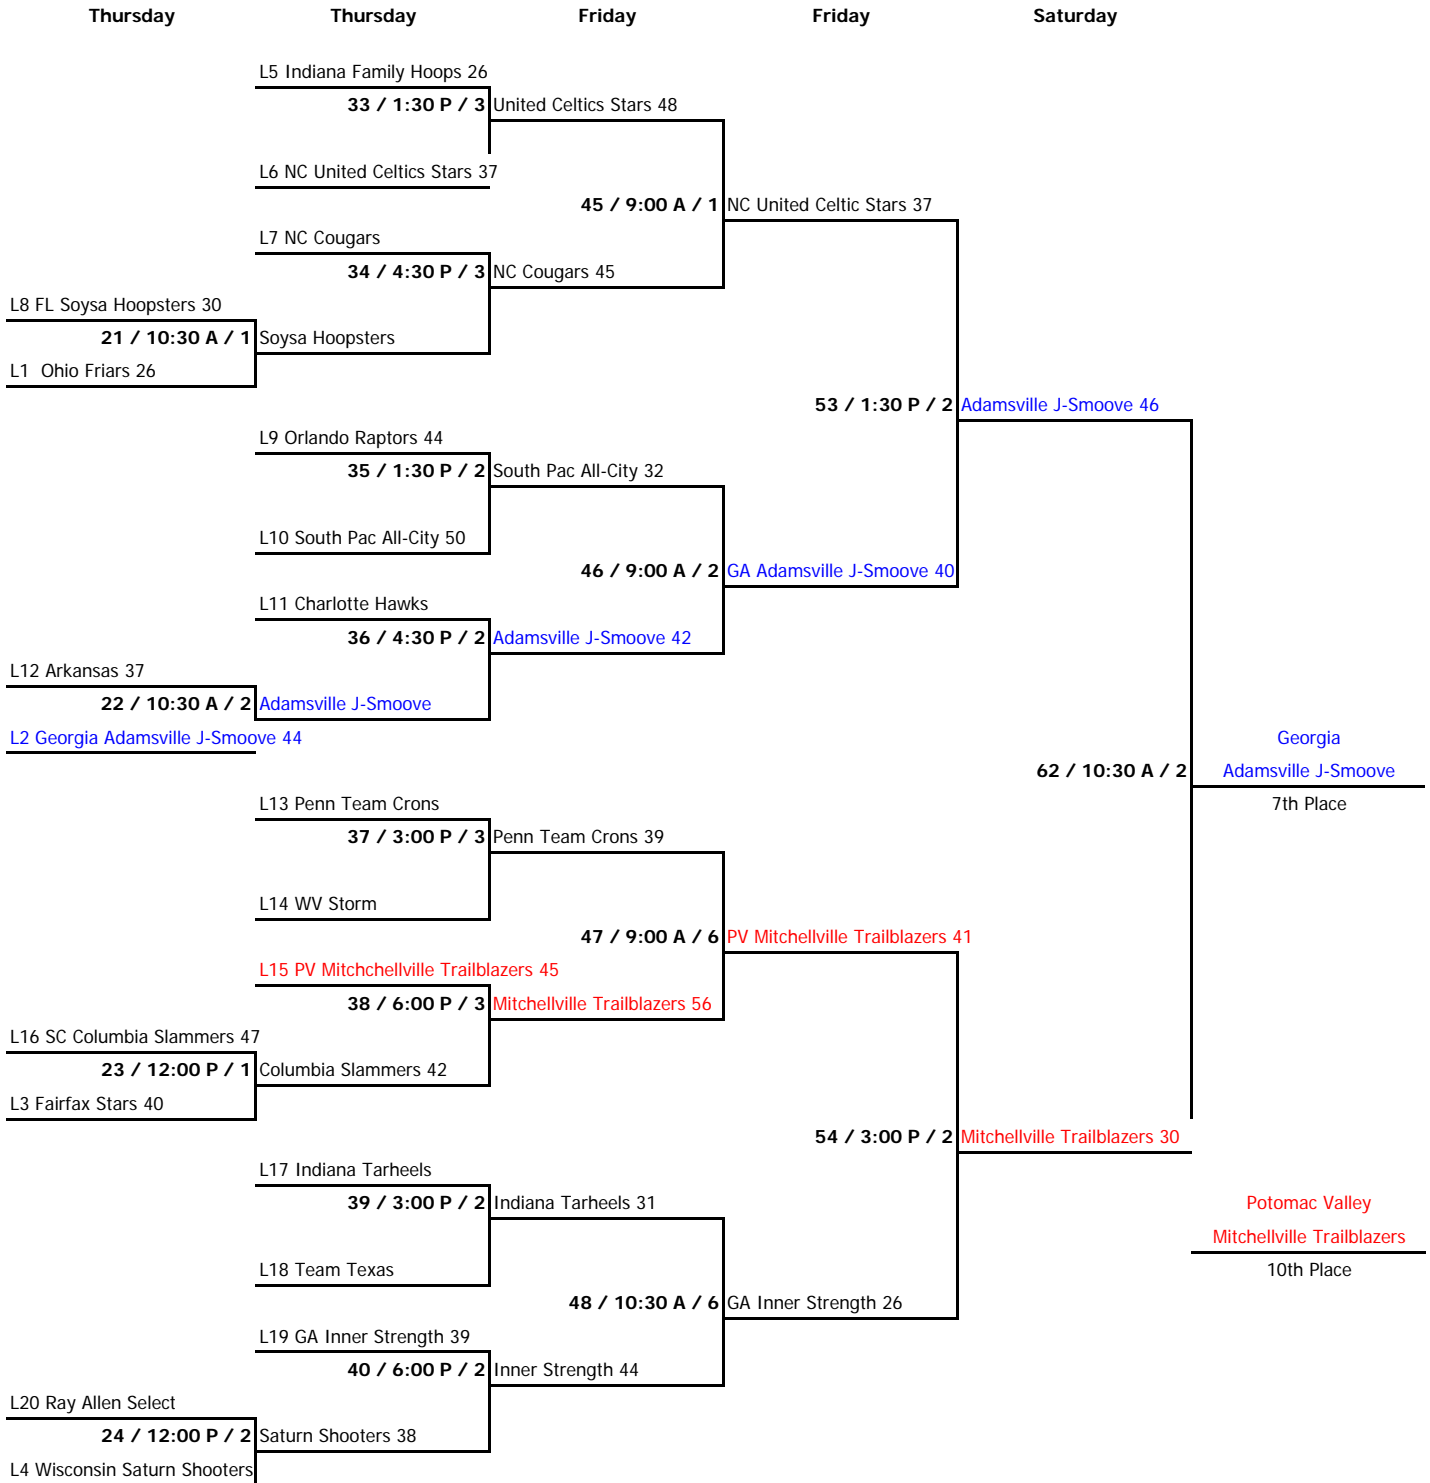 Thursday Thursday Friday Friday Saturday
L5 Indiana Family Hoops 26
33 / 1:30 P / 3 United Celtics Stars 48
L6 NC United Celtics Stars 37
45 / 9:00 A / 1 NC United Celtic Stars 37
L7 NC Cougars
34 / 4:30 P / 3 NC Cougars 45
L8 FL Soysa Hoopsters 30
21 / 10:30 A / 1 Soysa Hoopsters
L1 Ohio Friars 26
53 / 1:30 P / 2 Adamsville J-Smoove 46
L9 Orlando Raptors 44
35 / 1:30 P / 2 South Pac All-City 32
L10 South Pac All-City 50
46 / 9:00 A / 2 GA Adamsville J-Smoove 40
L11 Charlotte Hawks
36 / 4:30 P / 2 Adamsville J-Smoove 42
L12 Arkansas 37
22 / 10:30 A / 2 Adamsville J-Smoove
L2 Georgia Adamsville J-Smoove 44 Georgia
62 / 10:30 A / 2 Adamsville J-Smoove
L13 Penn Team Crons 7th Place
37 / 3:00 P / 3 Penn Team Crons 39
L14 WV Storm
47 / 9:00 A / 6 PV Mitchellville Trailblazers 41
L15 PV Mitchchellville Trailblazers 45
38 / 6:00 P / 3 Mitchellville Trailblazers 56
L16 SC Columbia Slammers 47
23 / 12:00 P / 1 Columbia Slammers 42
L3 Fairfax Stars 40
54 / 3:00 P / 2 Mitchellville Trailblazers 30
L17 Indiana Tarheels
39 / 3:00 P / 2 Indiana Tarheels 31 Potomac Valley
Mitchellville Trailblazers
L18 Team Texas 10th Place
48 / 10:30 A / 6 GA Inner Strength 26
L19 GA Inner Strength 39
40 / 6:00 P / 2 Inner Strength 44
L20 Ray Allen Select
24 / 12:00 P / 2 Saturn Shooters 38
L4 Wisconsin Saturn Shooters